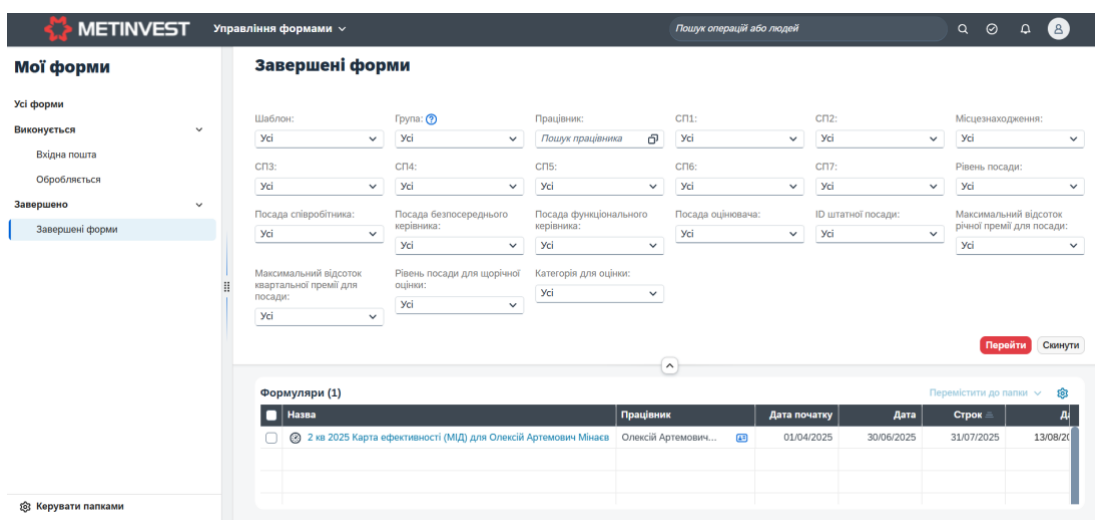 METINVEST Управління формами Пошук операцій або людей
Мої форми
Усі форми
Виконується
Вхідна пошта
Обробляється
Завершено
Завершені форми
Керувати папками
Завершені форми
Шаблон: Група: Працівник: СП1: СП2: Місцезнаходження:
Усі Усі Пошук працівника Усі Усі Усі
СП3: СП4: СП5: СП6: СП7: Рівень посади:
Усі Усі Усі Усі Усі Усі
Посада співробітника: Посада безпосереднього Посада функціонального Посада оцінювача: ID штатної посади: Максимальний відсоток
керівника: керівника: річної премії для посади:
Усі Усі Усі Усі Усі Усі
Максимальний відсоток Рівень посади для щорічної Категорія для оцінки:
квартальної премії для оцінки:
посади:
Усі Усі Усі
Перейти Скинути
Формуляри (1) Перемістити до папки
Назва Працівник Дата початку Дата Строк
2 кв 2025 Карта ефективності (МІД) для Олексій Артемович Мінаєв Олексій Артемович... 01/04/2025 30/06/2025 31/07/2025 13/08/20